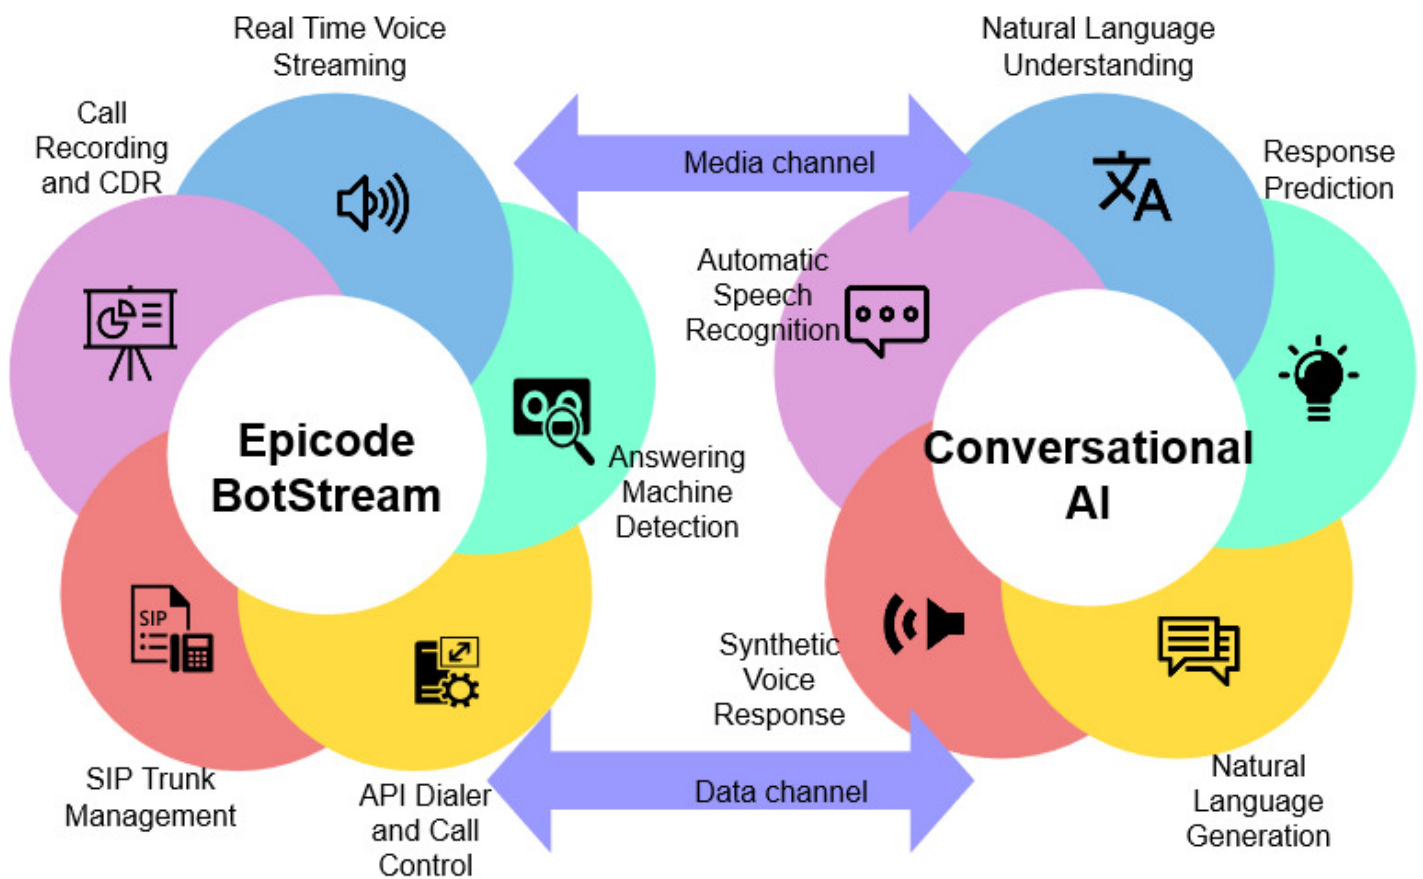 Real Time Voice
Streaming
Natural Language
Understanding
Call
Recording
and CDR
Media channel
Response
Prediction
Automatic
Speech
Recognition
Epicode
BotStream
Answering
Machine
Detection
Conversational
AI
SIP
Synthetic
Voice
Response
SIP Trunk
Management
API Dialer
and Call
Control
Data channel
Natural
Language
Generation
文A